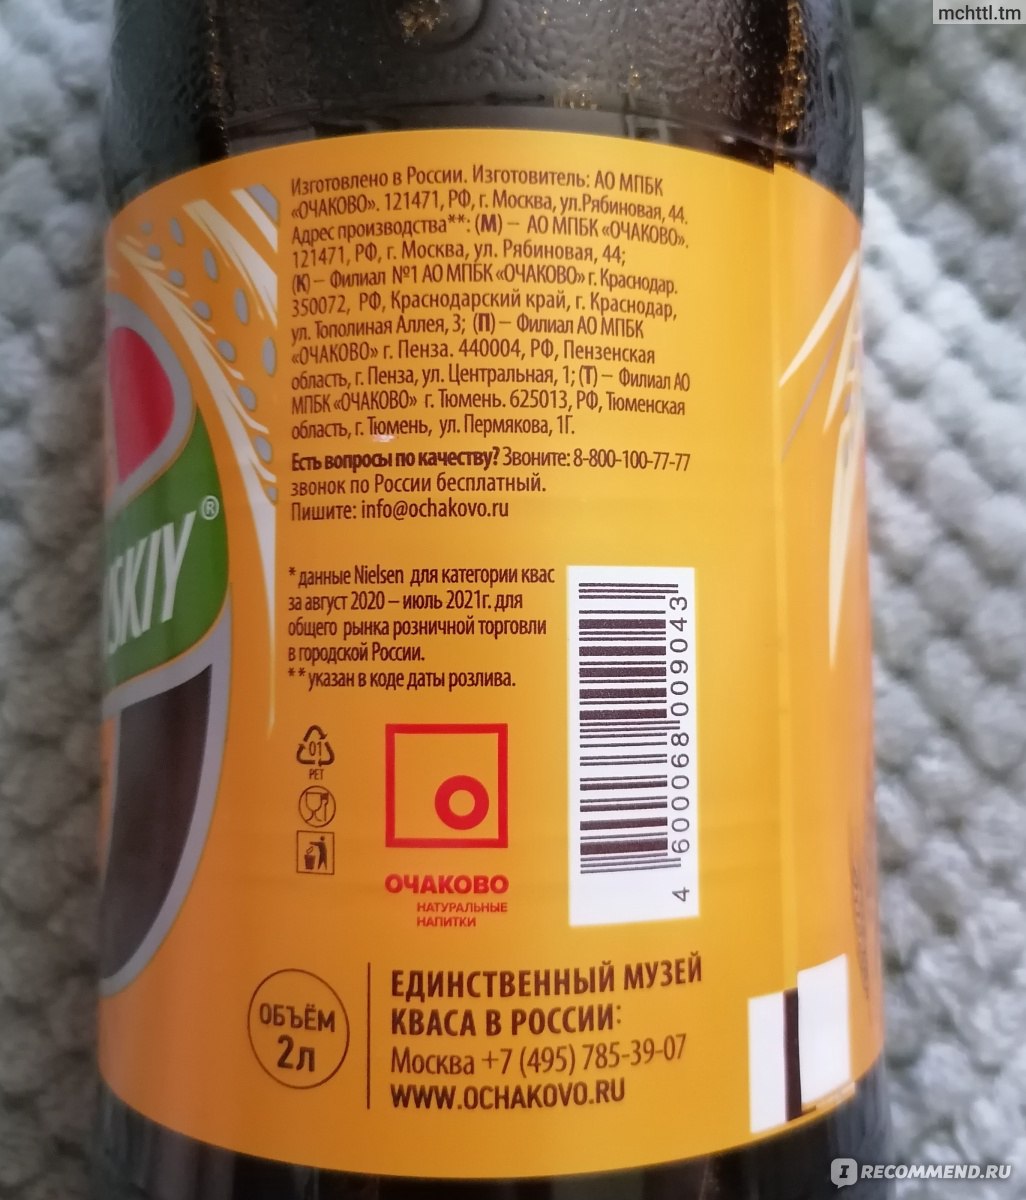 mchttl.tm
Изготовлено в России. Изготовитель: АО МПБК
«ОЧАКОВО». 121471, РФ, г. Москва, ул.Рябиновая, 44.
Адрес производства**: (М) – АО МПБК «ОЧАКОВО».
121471, РФ, г. Москва, ул. Рябиновая, 44;
(К) – Филиал №1 АО МПБК «ОЧАКОВО» г. Краснодар.
350072, РФ, Краснодарский край, г. Краснодар,
ул. Тополиная Аллея, 3; (П) – Филиал АО МПБК
«ОЧАКОВО» г. Пенза. 440004, РФ, Пензенская
область, г. Пенза, ул. Центральная, 1; (Т) – Филиал АО
МПБК «ОЧАКОВО» г. Тюмень. 625013, РФ, Тюменская
область, г. Тюмень, ул. Пермякова, 1Г.
Есть вопросы по качеству? Звоните: 8-800-100-77-77
звонок по России бесплатный.
Пишите: info@ochakovo.ru
SKIY®
* данные Nielsen для категории квас
за август 2020 – июль 2021г. для
общего рынка розничной торговли
в городской России.
** указан в коде даты розлива.
01
PET
ОЧАКОВО
НАТУРАЛЬНЫЕ
НАПИТКИ
4 600068 009043
ОБЪЁМ
2л
ЕДИНСТВЕННЫЙ МУЗЕЙ
КВАСА В РОССИИ:
Москва +7 (495) 785-39-07
WWW.OCHAKOVO.RU
I RECOMMEND.RU